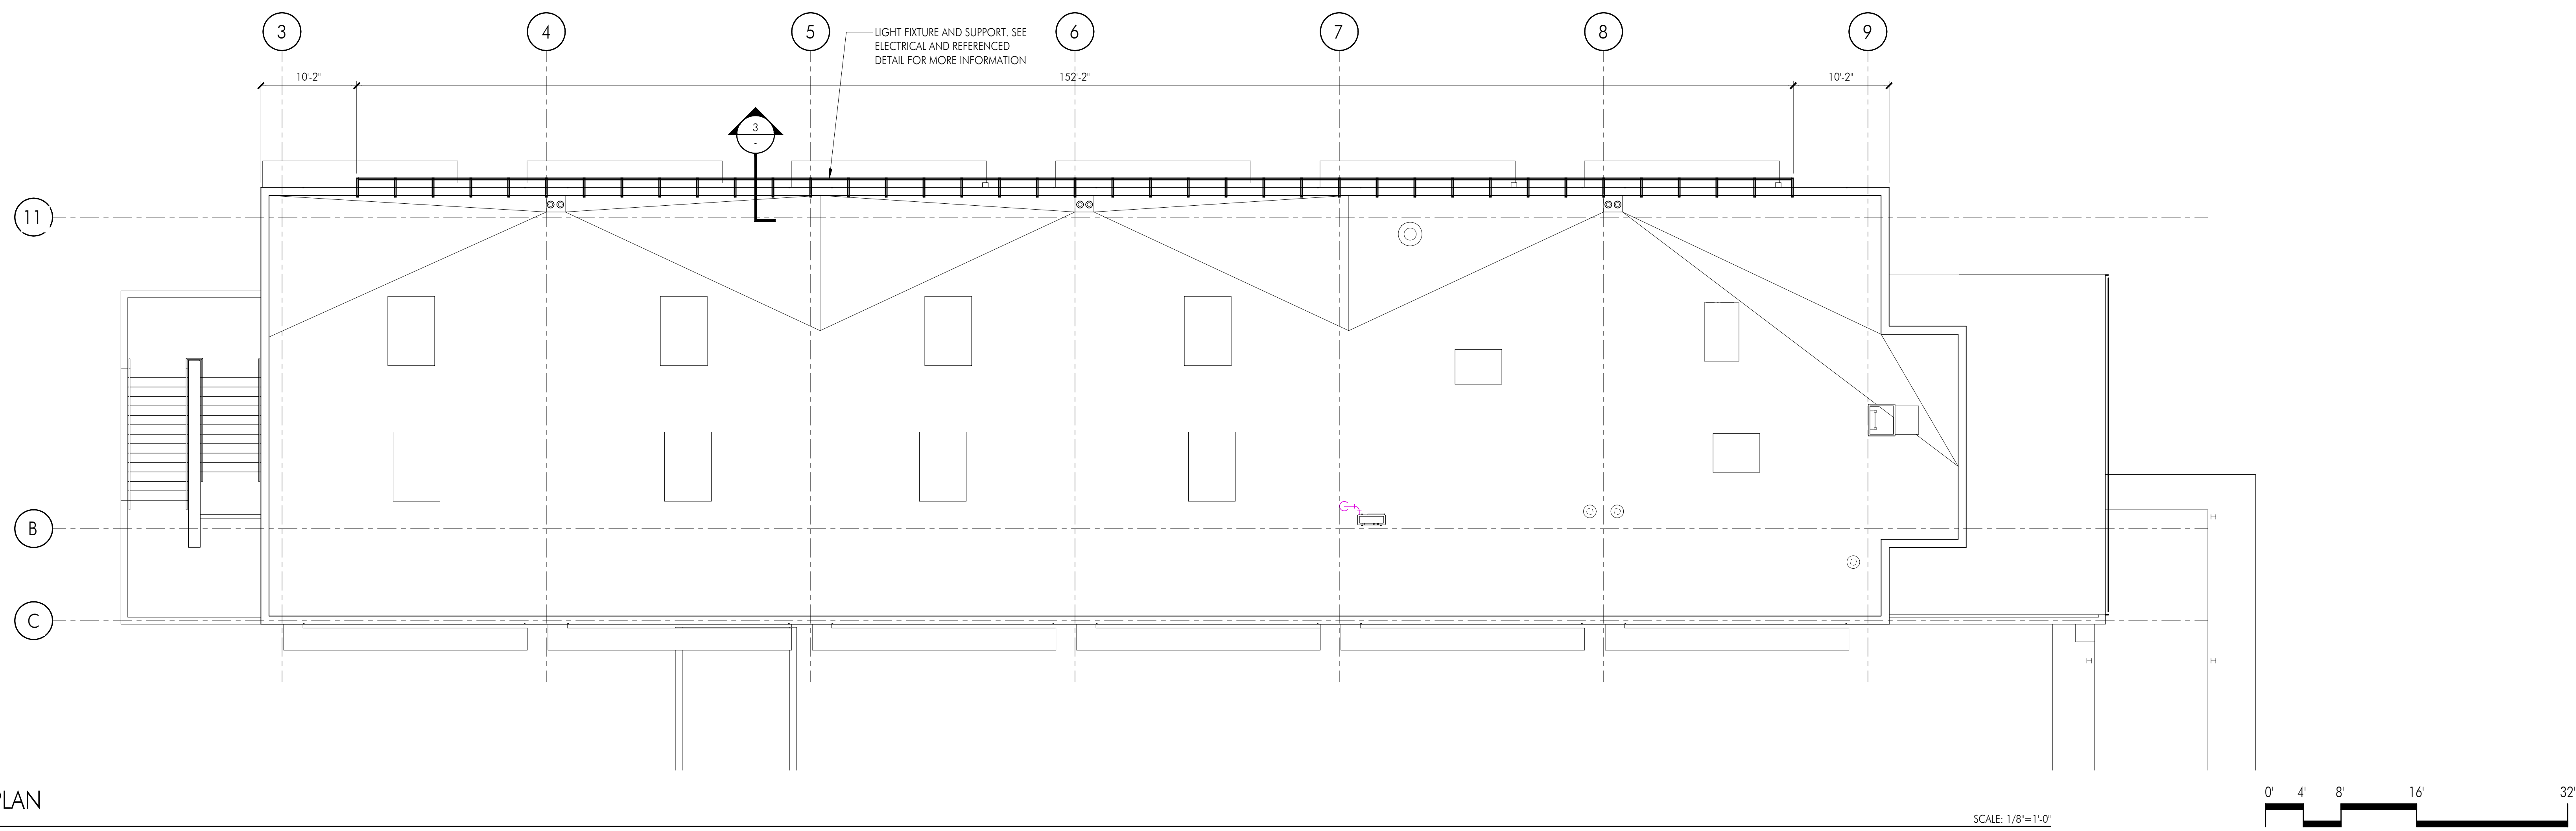 3 4 5 6 7 8 9
LIGHT FIXTURE AND SUPPORT. SEE
ELECTRICAL AND REFERENCED
DETAIL FOR MORE INFORMATION
10'-2" 152'-2" 10'-2"
3
-
11
B
C
PLAN
SCALE: 1/8"=1'-0"
0' 4' 8' 16' 32'